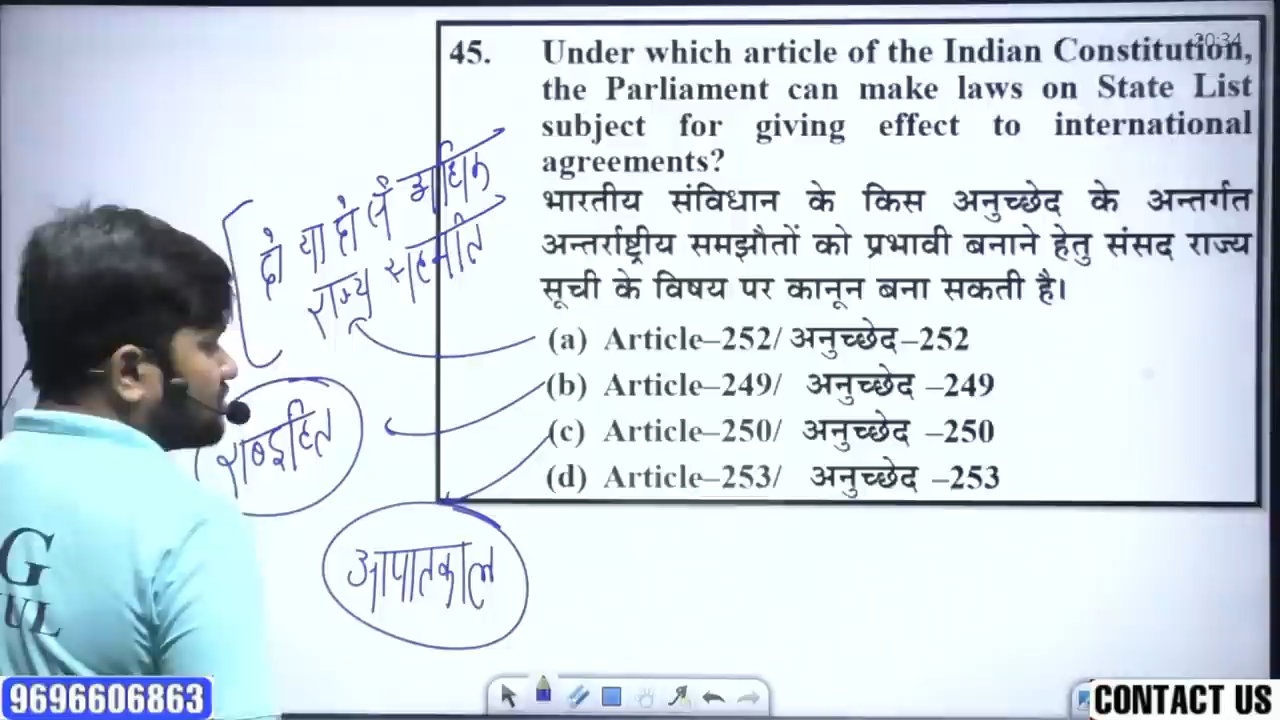 20:34
45. Under which article of the Indian Constitution,
the Parliament can make laws on State List
subject for giving effect to international
agreements?
भारतीय संविधान के किस अनुच्छेद के अन्तर्गत
अन्तर्राष्ट्रीय समझौतों को प्रभावी बनाने हेतु संसद राज्य
सूची के विषय पर कानून बना सकती है।
(a) Article–252/ अनुच्छेद–252
(b) Article–249/ अनुच्छेद –249
(c) Article–250/ अनुच्छेद –250
(d) Article–253/ अनुच्छेद –253
दो या दो से अधिक
राज्य सहमति
आपातकाल
G
UL
9696606863
CONTACT US